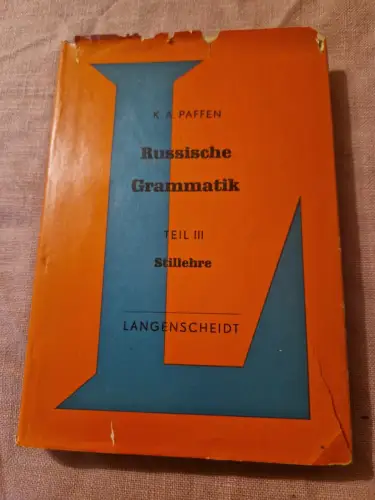 K. A. PAFFEN
Russische
Grammatik
TEIL III
Stillehre
LANGENSCHEIDT